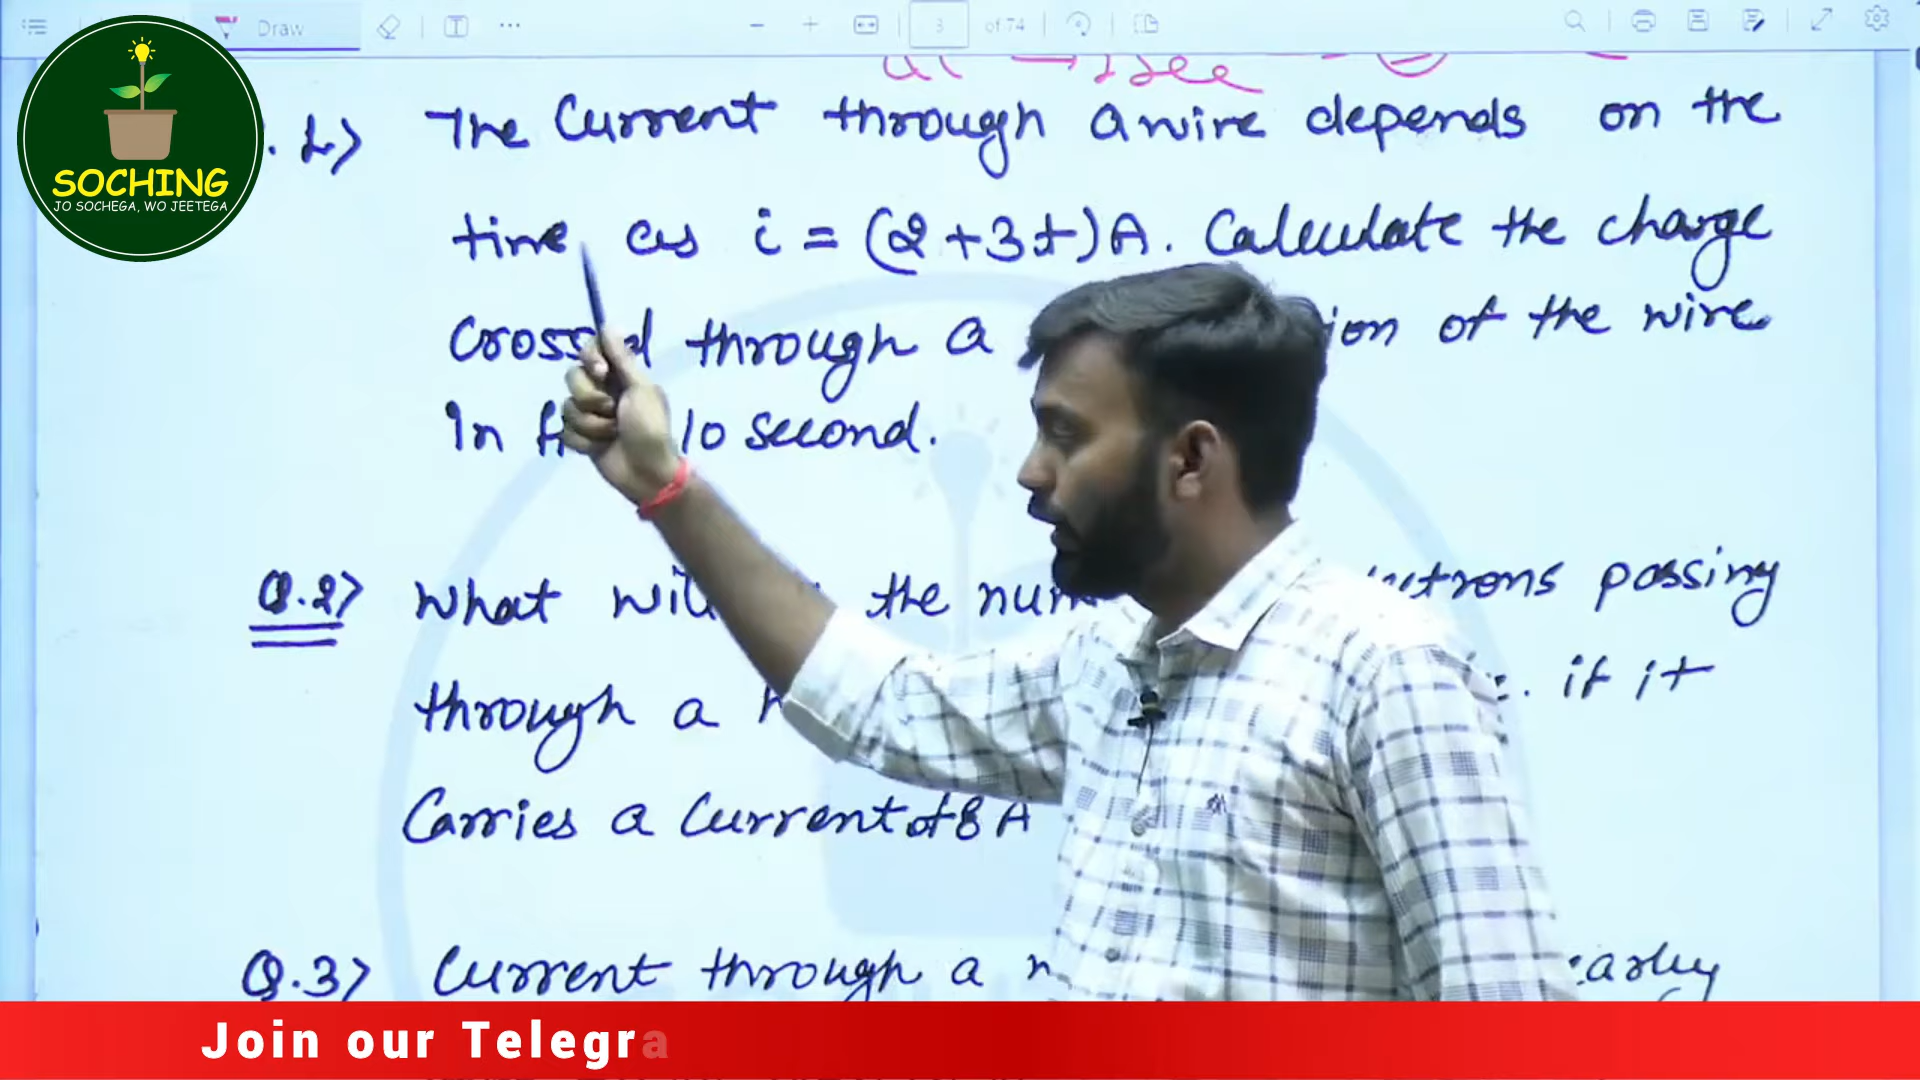 Draw
3 of 74
SOCHING
JO SOCHEGA, WO JEETEGA
The Current through a wire depends on the
time as i = (2+3t)A. Calculate the charge
Crossed through a of the wire
In 10 second.
Q.2) What the passing
through a if it
Carries a Current of 8 A
Q.3) Current through a
Join our Telegra